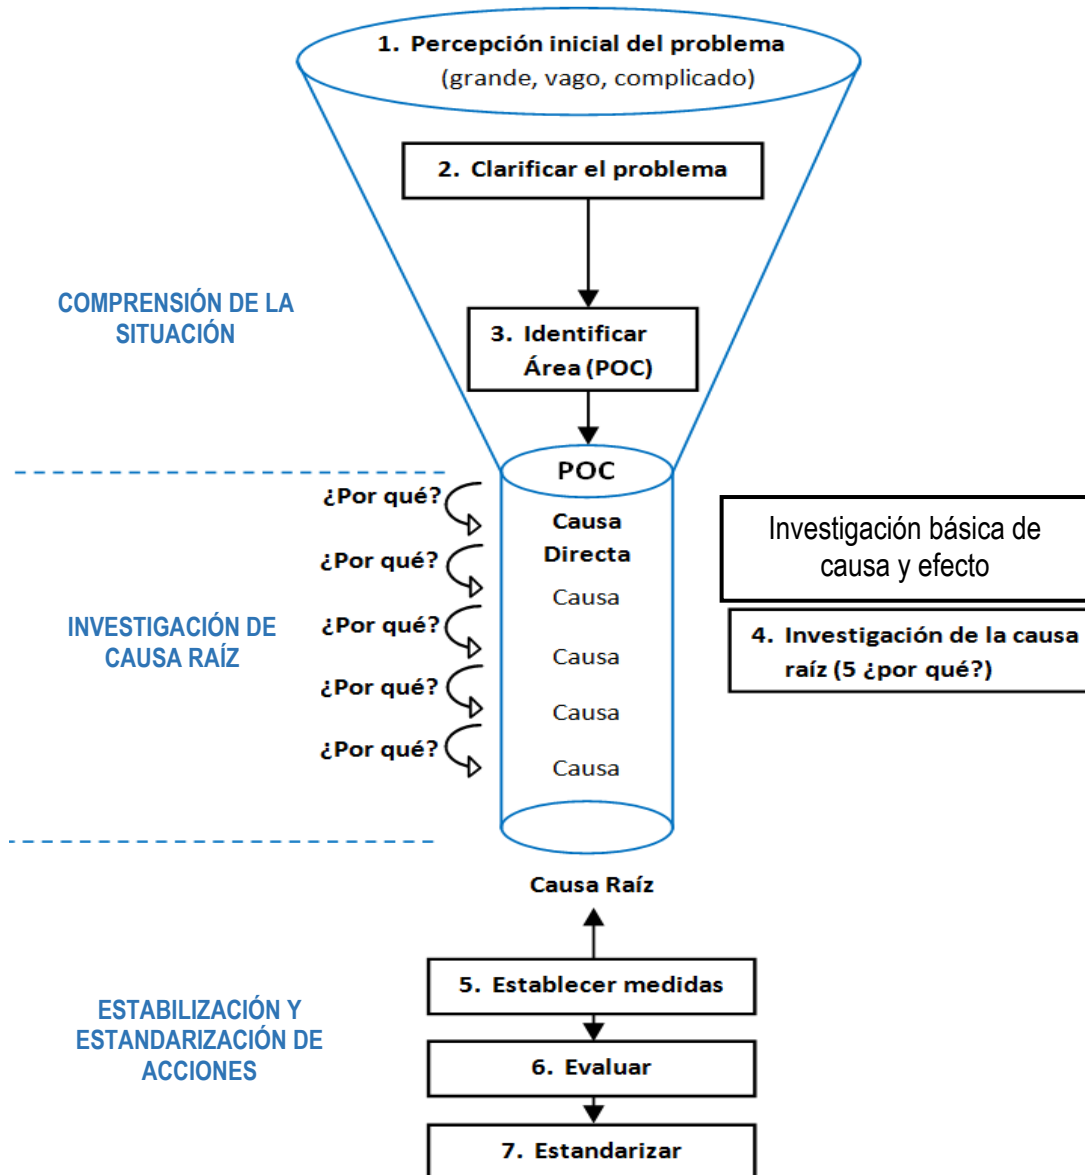 1. Percepción inicial del problema
(grande, vago, complicado)
2. Clarificar el problema
COMPRENSIÓN DE LA
SITUACIÓN
3. Identificar
Área (POC)
POC
¿Por qué?
Causa
Directa
¿Por qué?
Causa
¿Por qué?
Causa
¿Por qué?
Causa
¿Por qué?
Causa
INVESTIGACIÓN DE
CAUSA RAÍZ
Investigación básica de
causa y efecto
4. Investigación de la causa
raíz (5 ¿por qué?)
Causa Raíz
5. Establecer medidas
ESTABILIZACIÓN Y
ESTANDARIZACIÓN DE
ACCIONES
6. Evaluar
7. Estandarizar